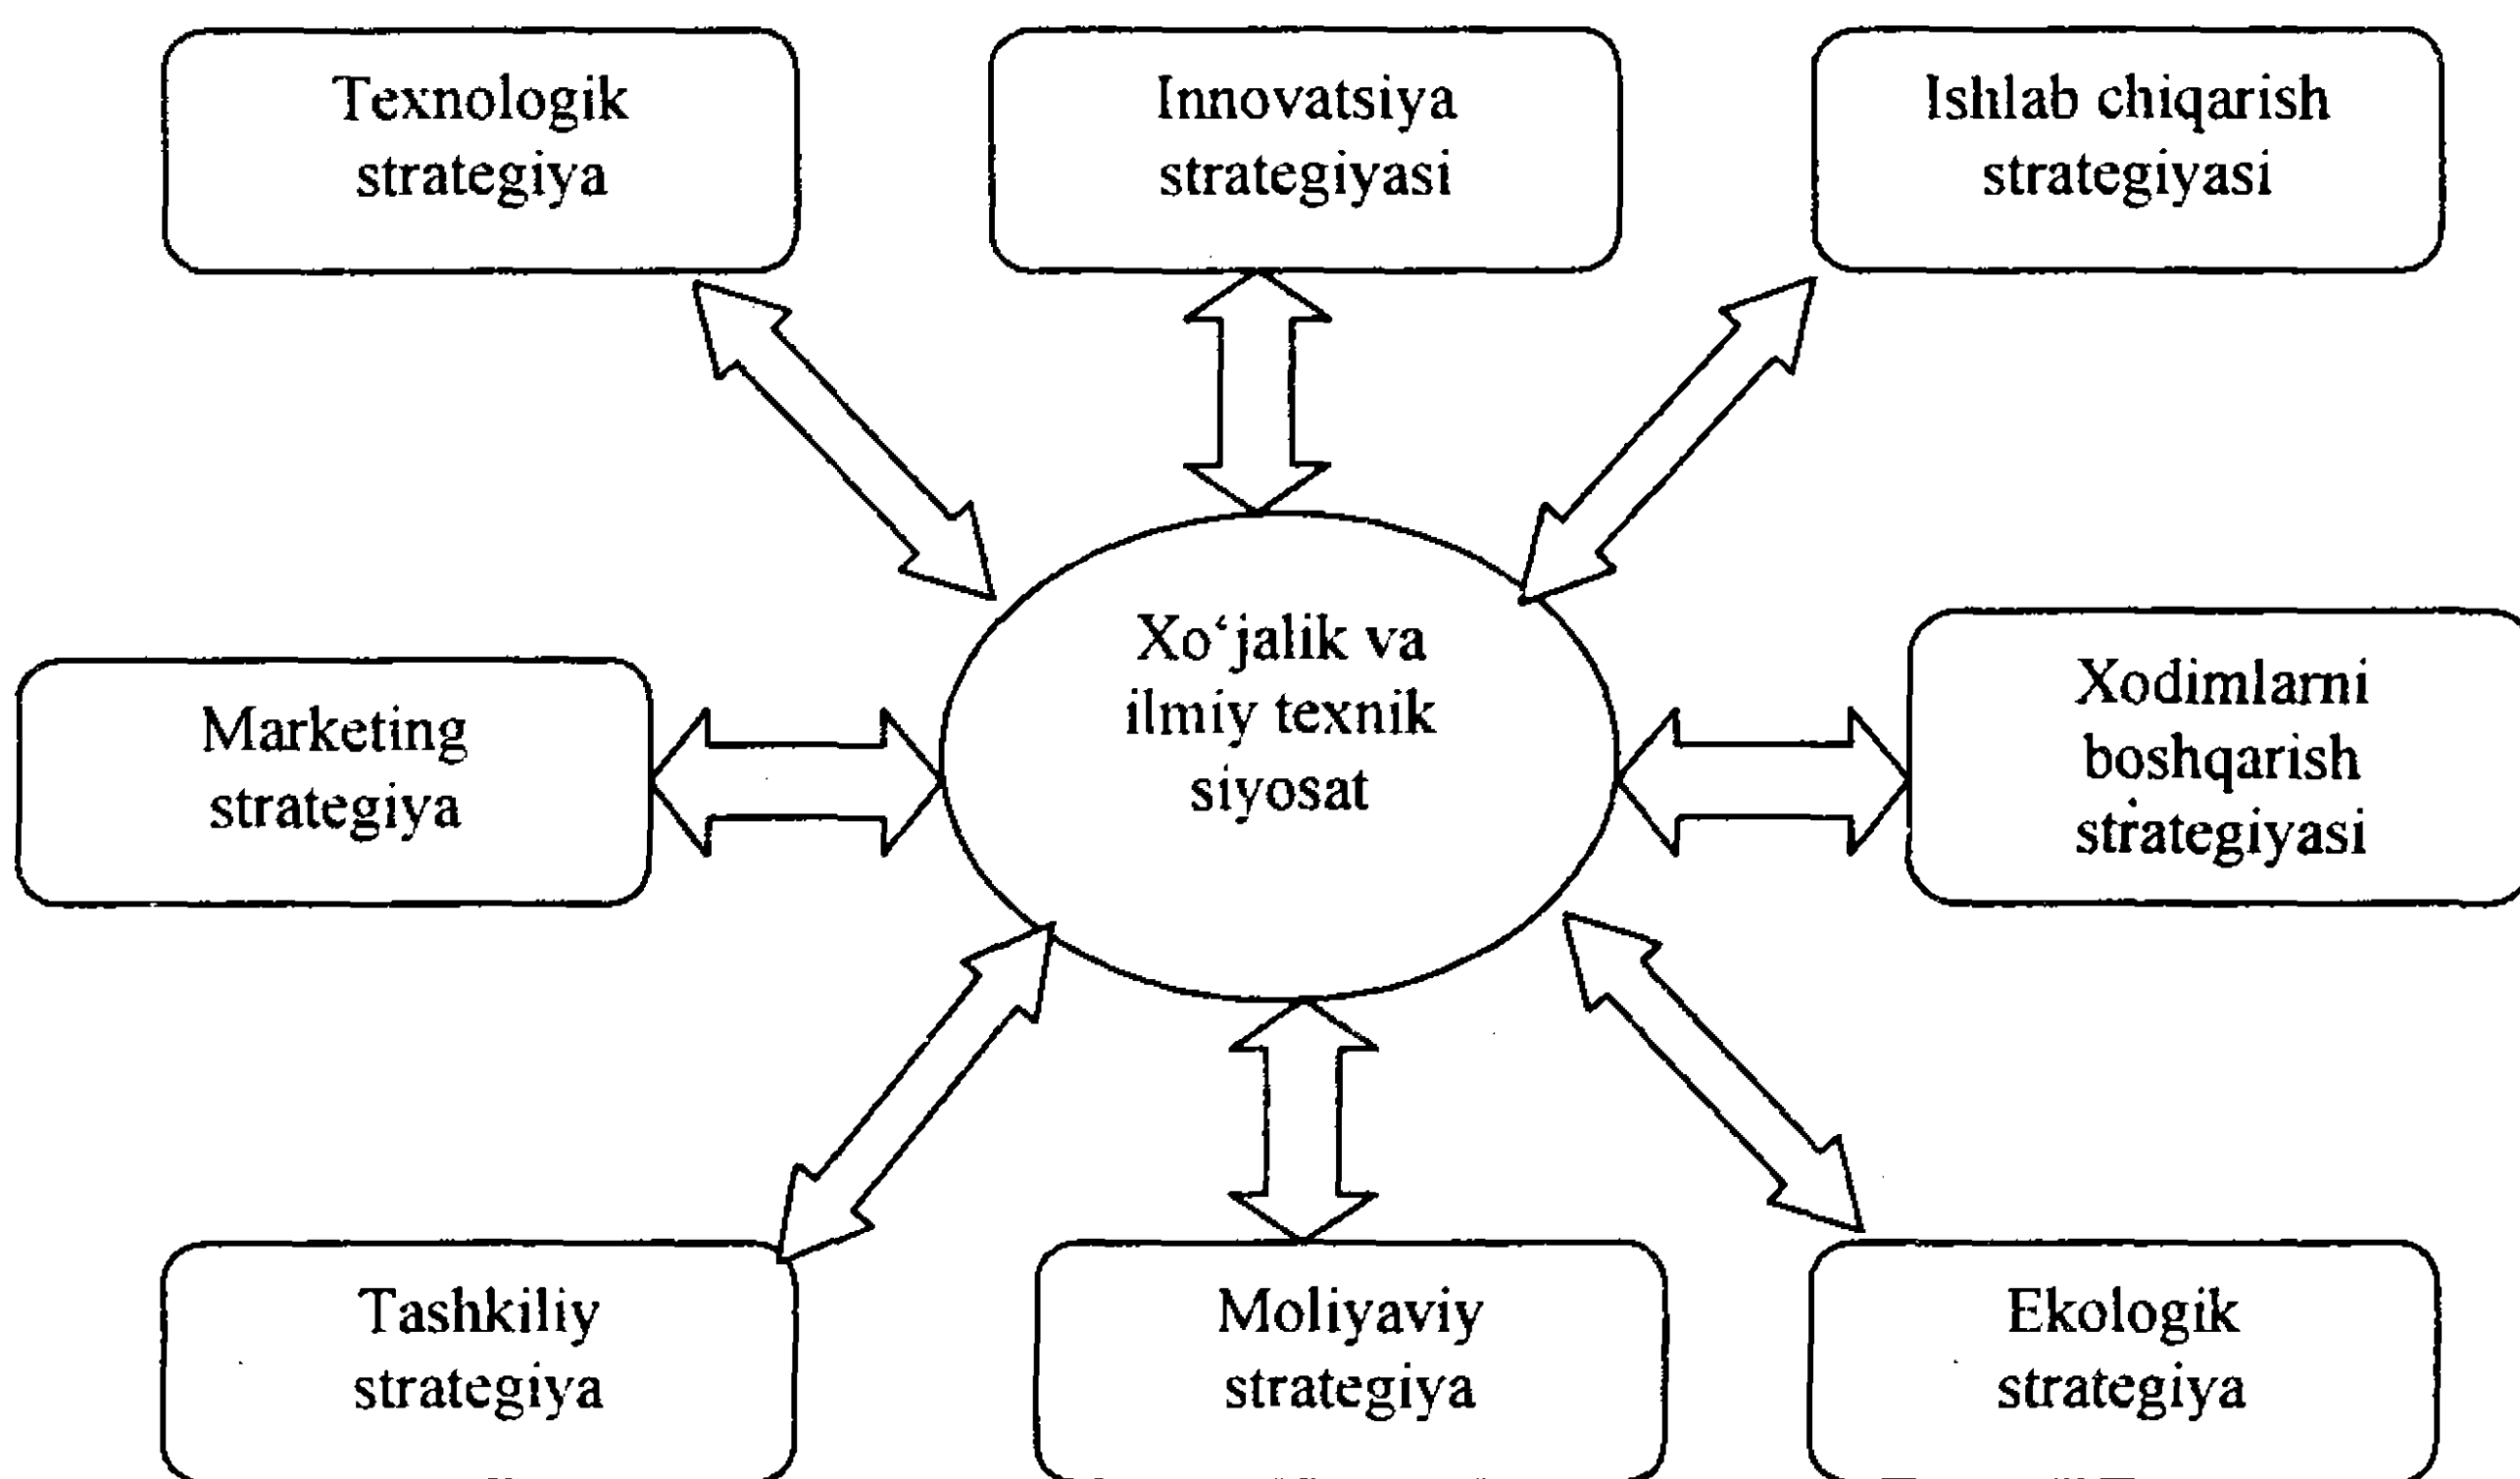 Texnologik
strategiya
Innovatsiya
strategiyasi
Ishlab chiqarish
strategiyasi
Xo‘jalik va
ilmiy texnik
siyosat
Marketing
strategiya
Xodimlarni
boshqarish
strategiyasi
Tashkiliy
strategiya
Moliyaviy
strategiya
Ekologik
strategiya